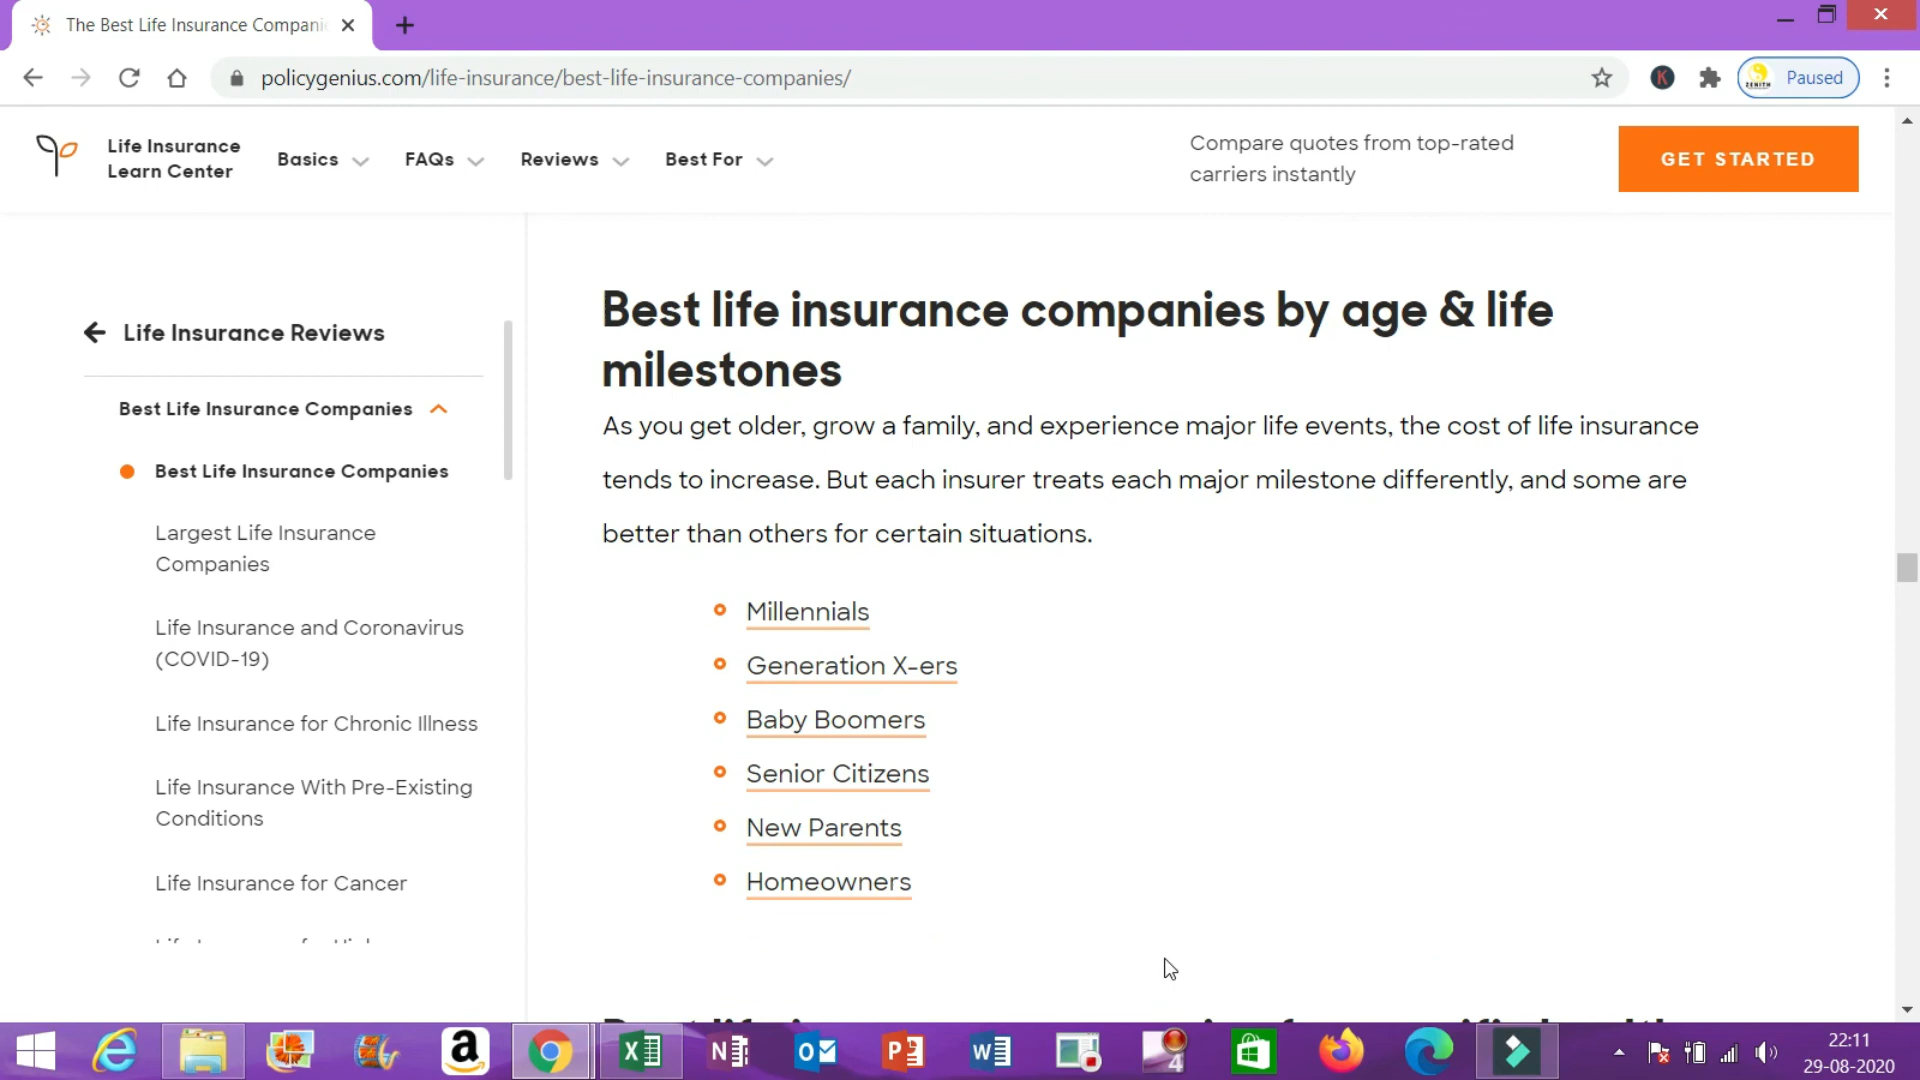 The Best Life Insurance Compani
policygenius.com/life-insurance/best-life-insurance-companies/
Paused
Life Insurance
Learn Center
Basics
FAQs
Reviews
Best For
Compare quotes from top-rated
carriers instantly
GET STARTED
Life Insurance Reviews
Best Life Insurance Companies
Best Life Insurance Companies
Largest Life Insurance
Companies
Life Insurance and Coronavirus
(COVID-19)
Life Insurance for Chronic Illness
Life Insurance With Pre-Existing
Conditions
Life Insurance for Cancer
Best life insurance companies by age & life
milestones
As you get older, grow a family, and experience major life events, the cost of life insurance
tends to increase. But each insurer treats each major milestone differently, and some are
better than others for certain situations.
Millennials
Generation X-ers
Baby Boomers
Senior Citizens
New Parents
Homeowners
22:11
29-08-2020